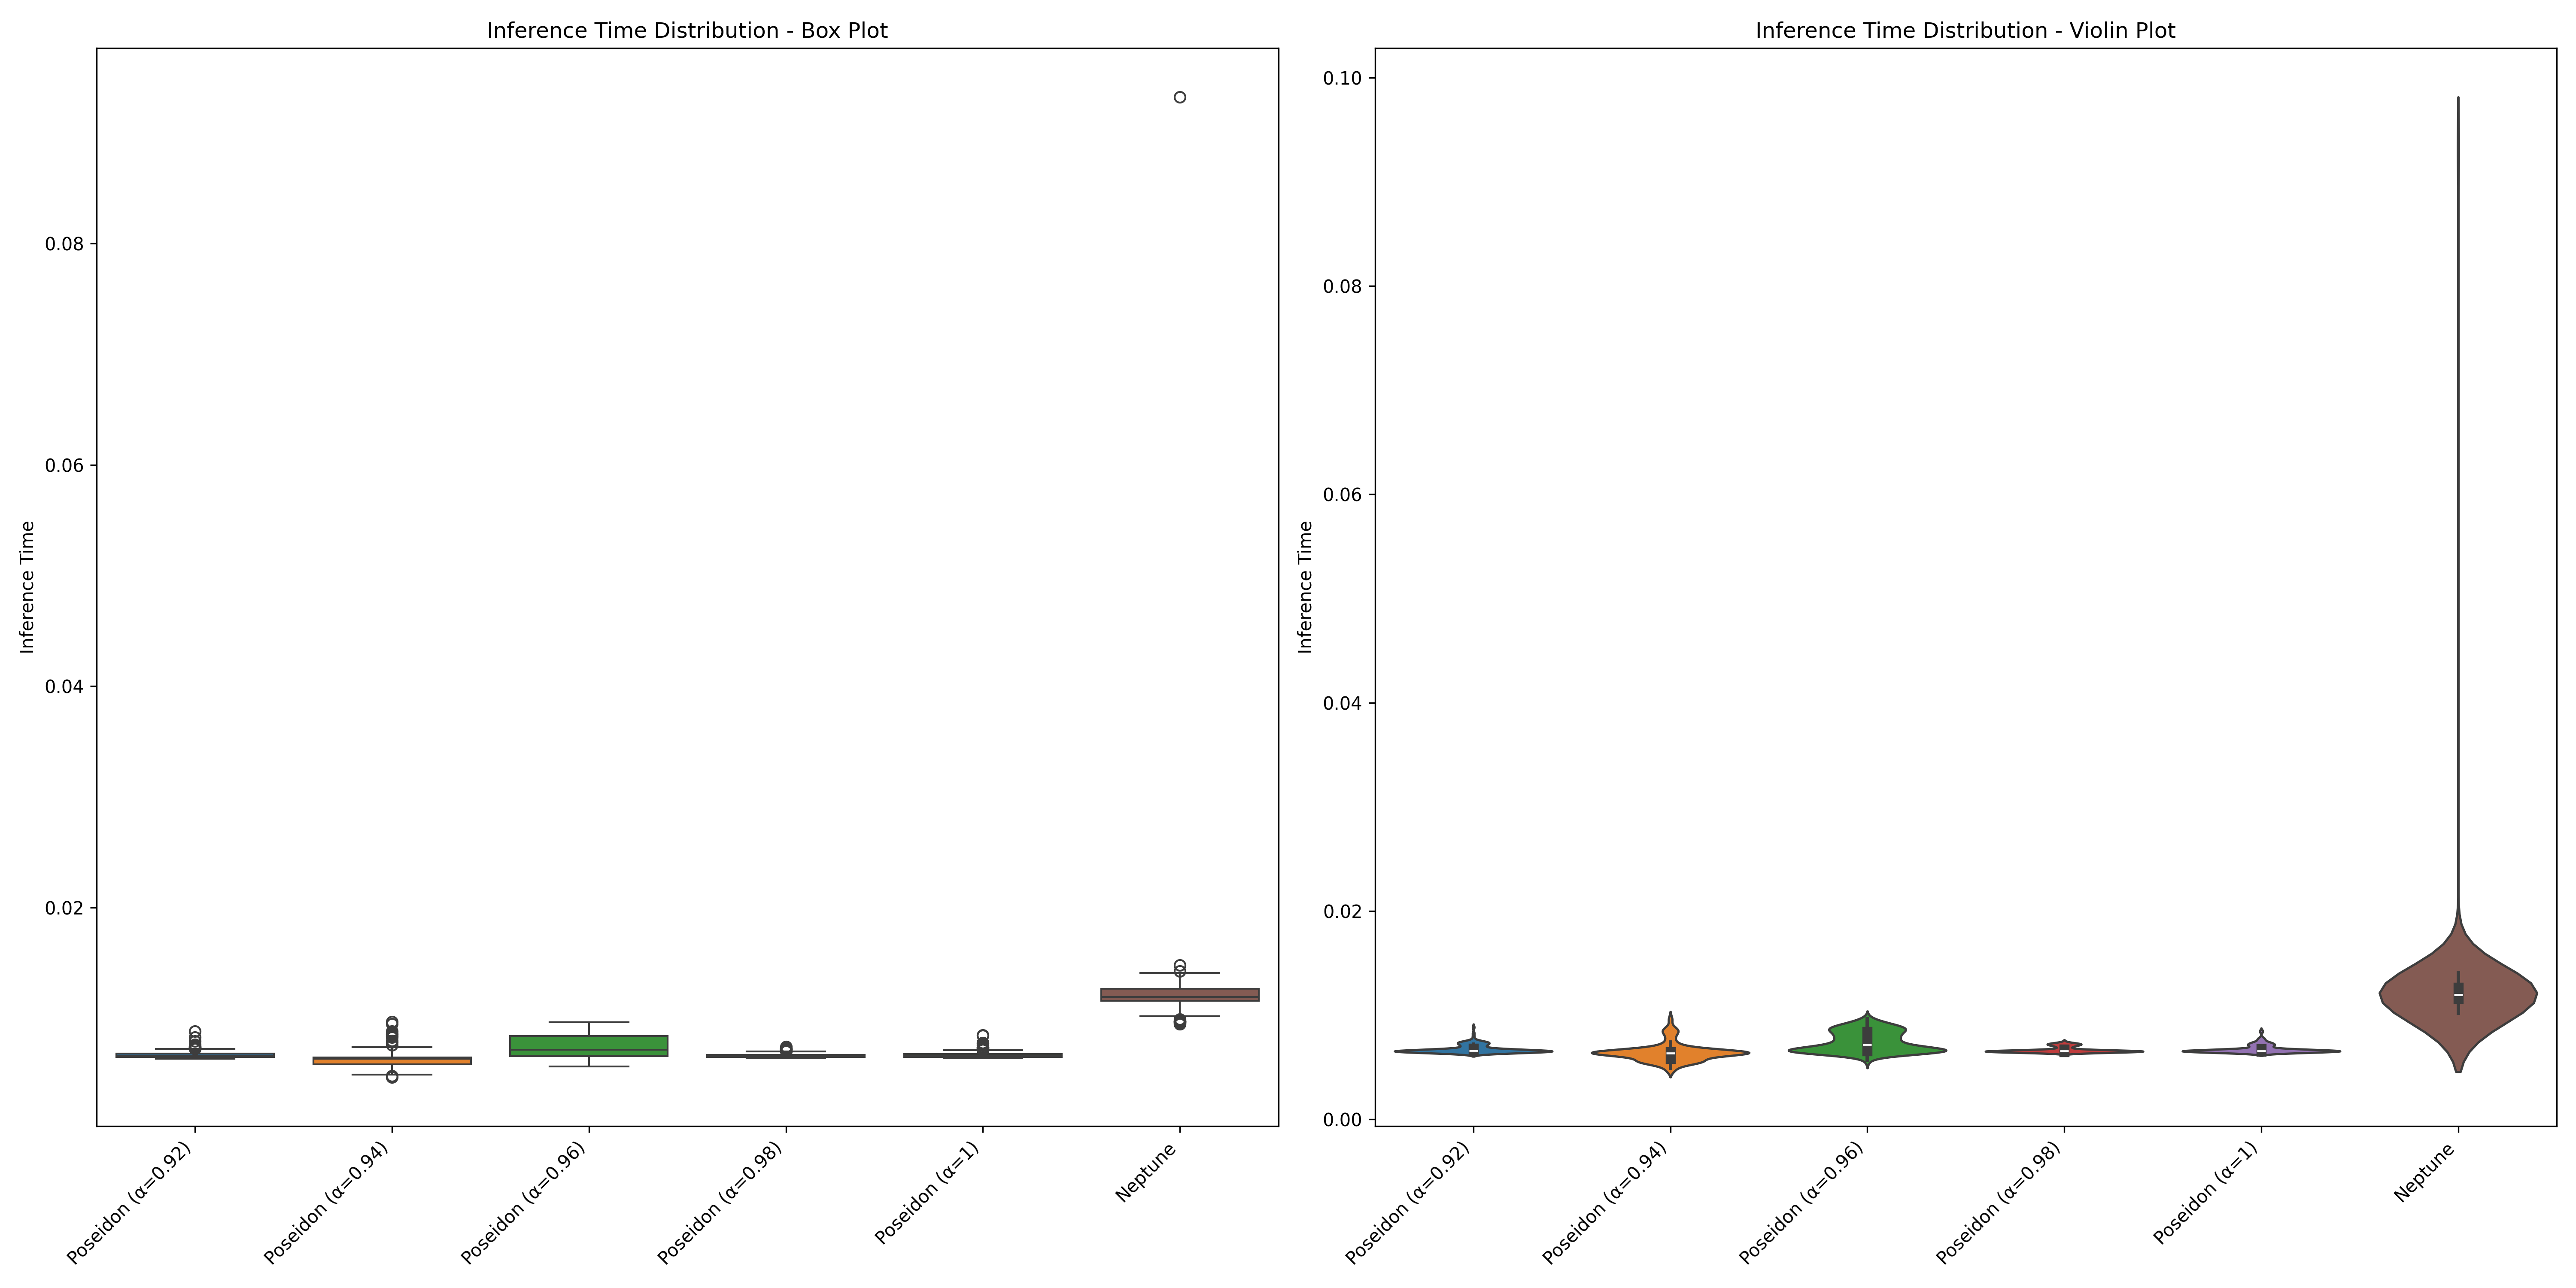 Inference Time Distribution - Box Plot
Inference Time
0.08
0.06
0.04
0.02
Poseidon (α=0.92)
Poseidon (α=0.94)
Poseidon (α=0.96)
Poseidon (α=0.98)
Poseidon (α=1)
Neptune
Inference Time Distribution - Violin Plot
Inference Time
0.10
0.08
0.06
0.04
0.02
0.00
Poseidon (α=0.92)
Poseidon (α=0.94)
Poseidon (α=0.96)
Poseidon (α=0.98)
Poseidon (α=1)
Neptune